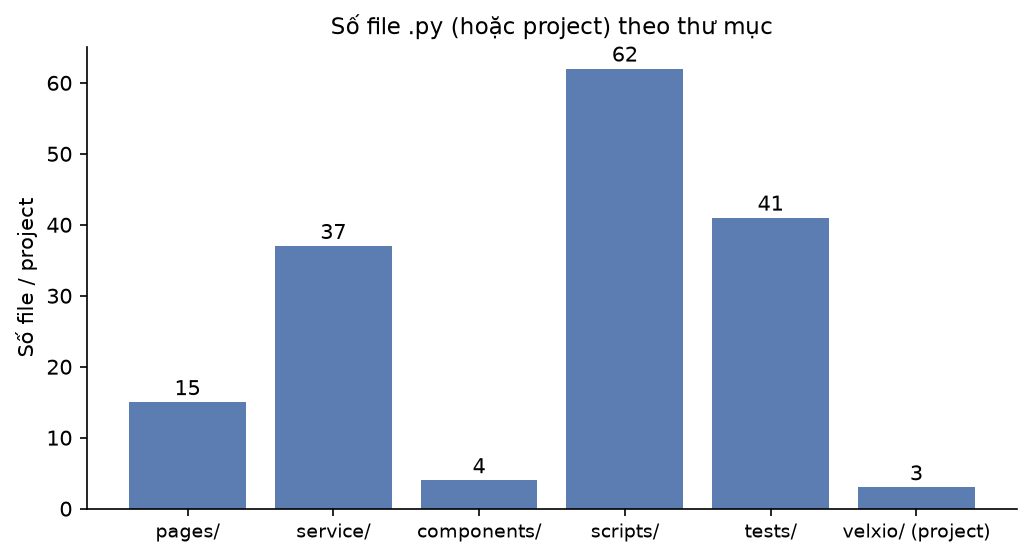 Số file .py (hoặc project) theo thư mục
Số file / project
60
50
40
30
20
10
0
15
37
4
62
41
3
pages/
service/
components/
scripts/
tests/
velxio/ (project)